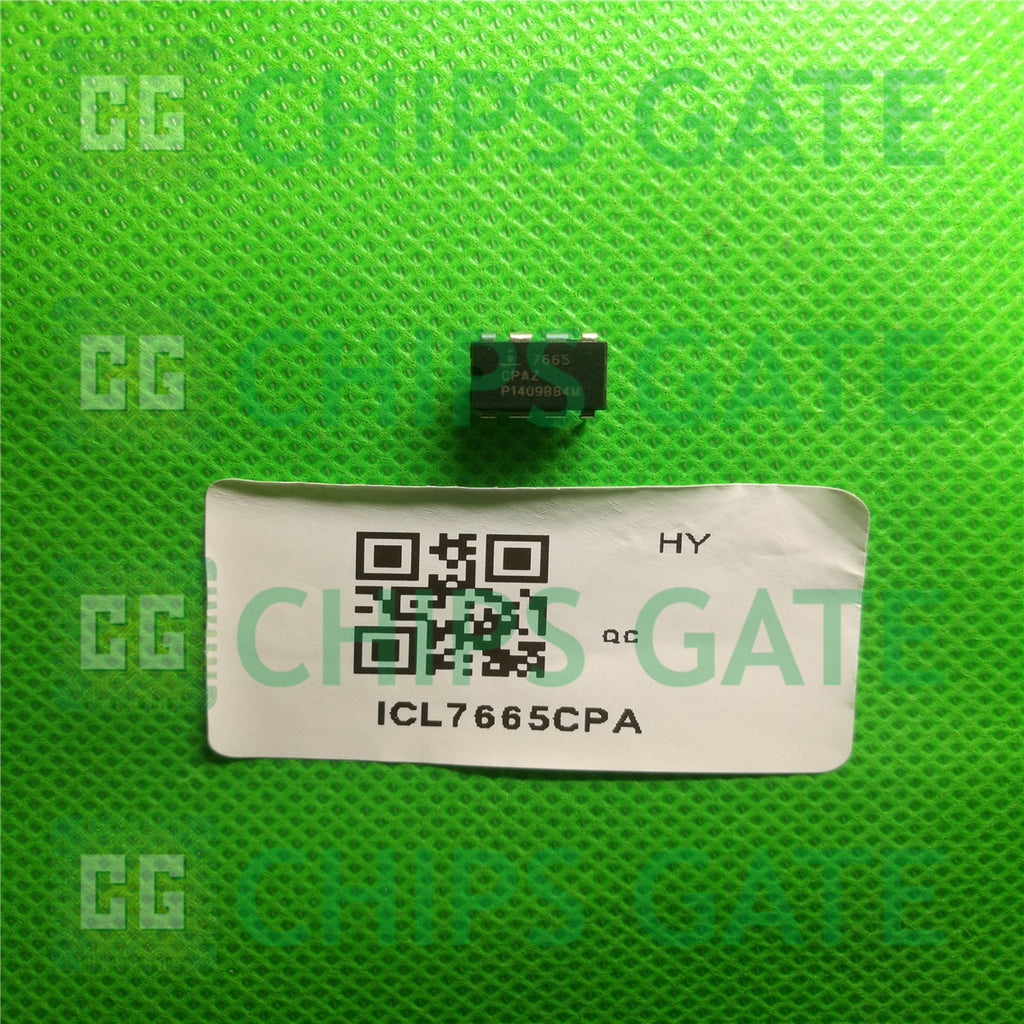 CG CHIPS GATE
CG CHIPS GATE
7665
CPAZ
P1409BB4M
CG CHIPS GATE
HY
QC
ICL7665CPA
CG CHIPS GATE